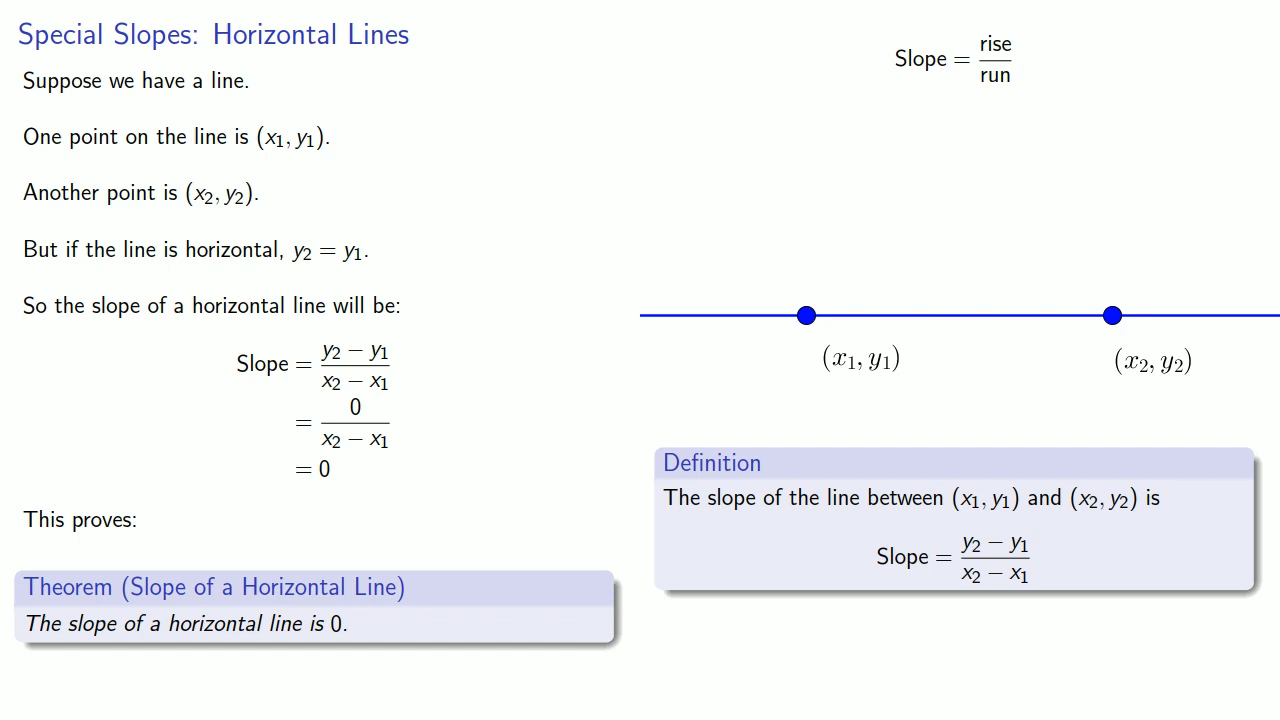 Special Slopes: Horizontal Lines
Suppose we have a line.
One point on the line is (x₁, y₁).
Another point is (x₂, y₂).
But if the line is horizontal, y₂ = y₁.
So the slope of a horizontal line will be:
Slope = (y₂ − y₁)/(x₂ − x₁)
= 0/(x₂ − x₁)
= 0
This proves:
Theorem (Slope of a Horizontal Line)
The slope of a horizontal line is 0.
Slope = rise/run
(x₁, y₁)
(x₂, y₂)
Definition
The slope of the line between (x₁, y₁) and (x₂, y₂) is
Slope = (y₂ − y₁)/(x₂ − x₁)